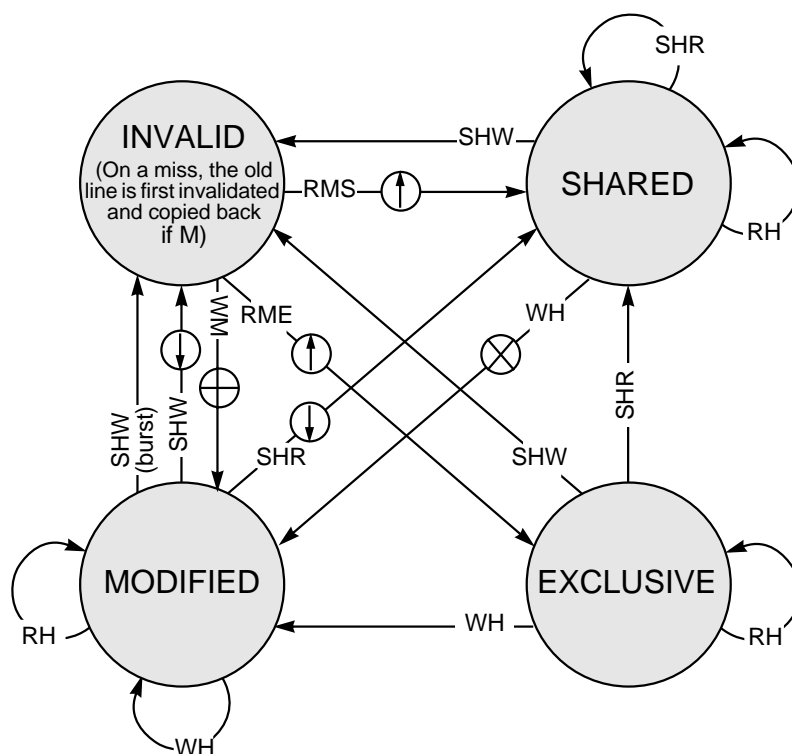 SHR
INVALID
(On a miss, the old
line is first invalidated
and copied back
if M)
SHW
RMS
SHARED
RH
WM
RME
WH
SHW
(burst)
SHW
SHR
SHW
SHR
MODIFIED
EXCLUSIVE
RH
WH
RH
WH